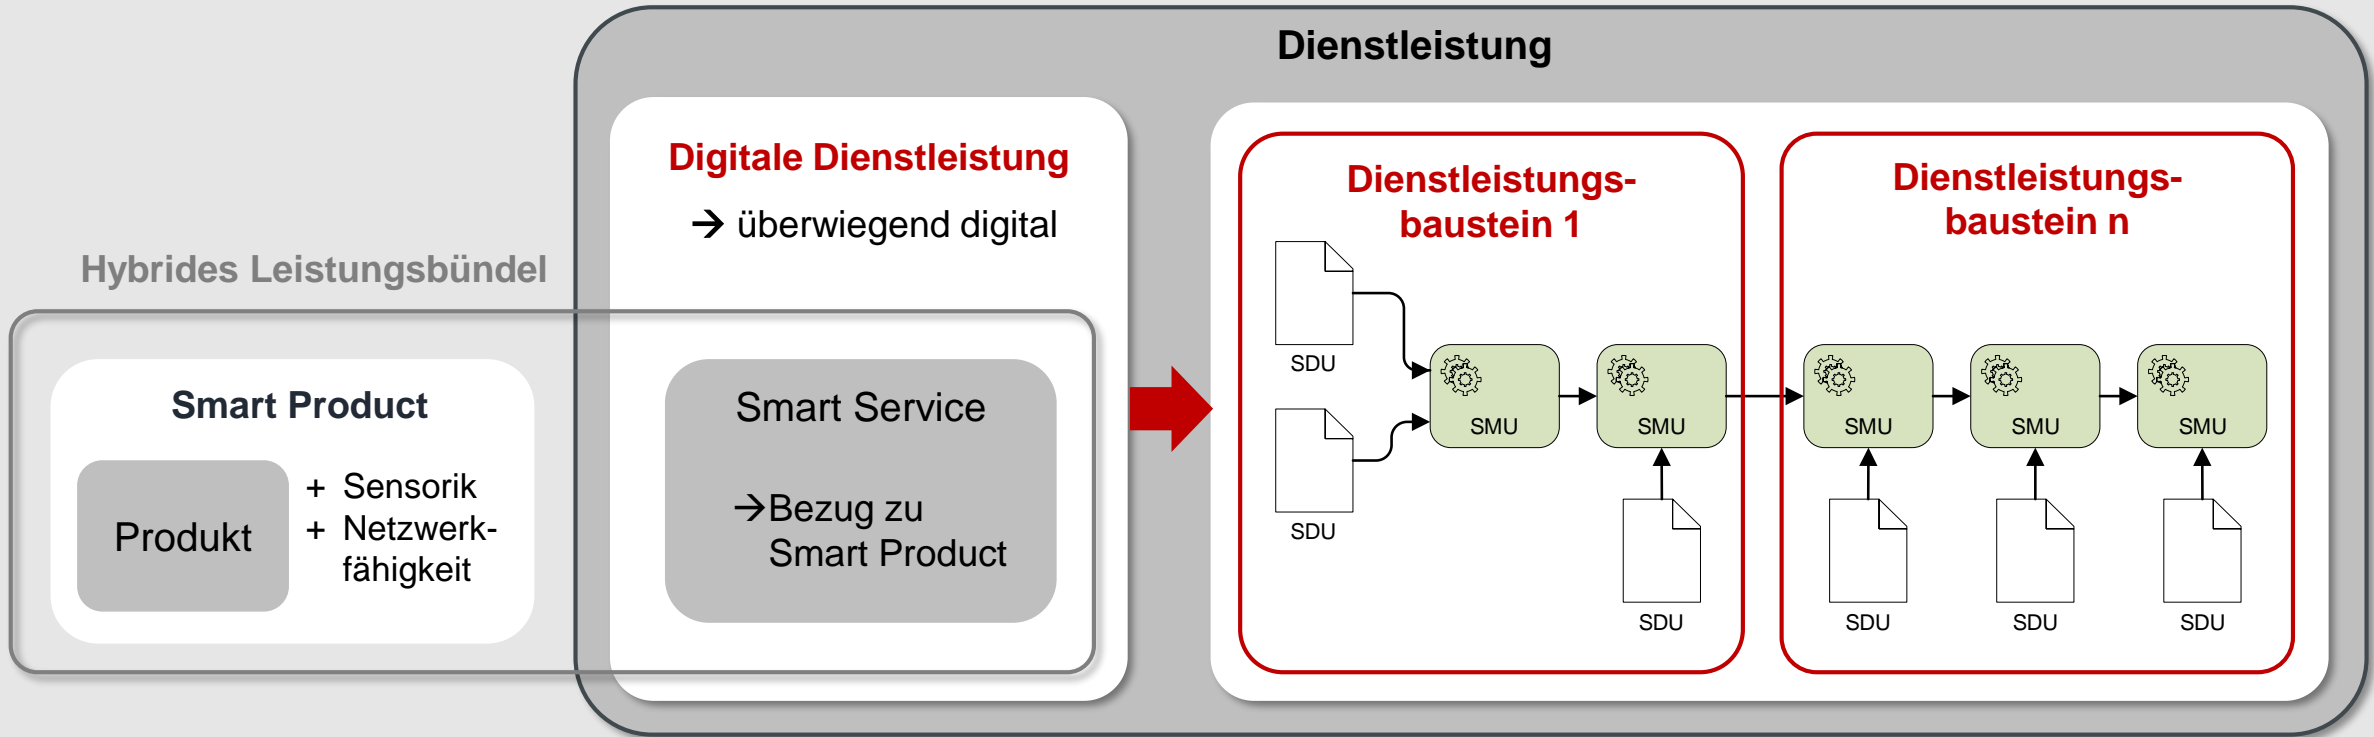 Dienstleistung
Hybrides Leistungsbündel
Smart Product
Produkt
+ Sensorik
+ Netzwerk-
fähigkeit
Digitale Dienstleistung
→ überwiegend digital
Smart Service
→Bezug zu
Smart Product
Dienstleistungs-
baustein 1
SDU
SDU
SMU
SMU
SDU
Dienstleistungs-
baustein n
SMU
SMU
SMU
SDU
SDU
SDU